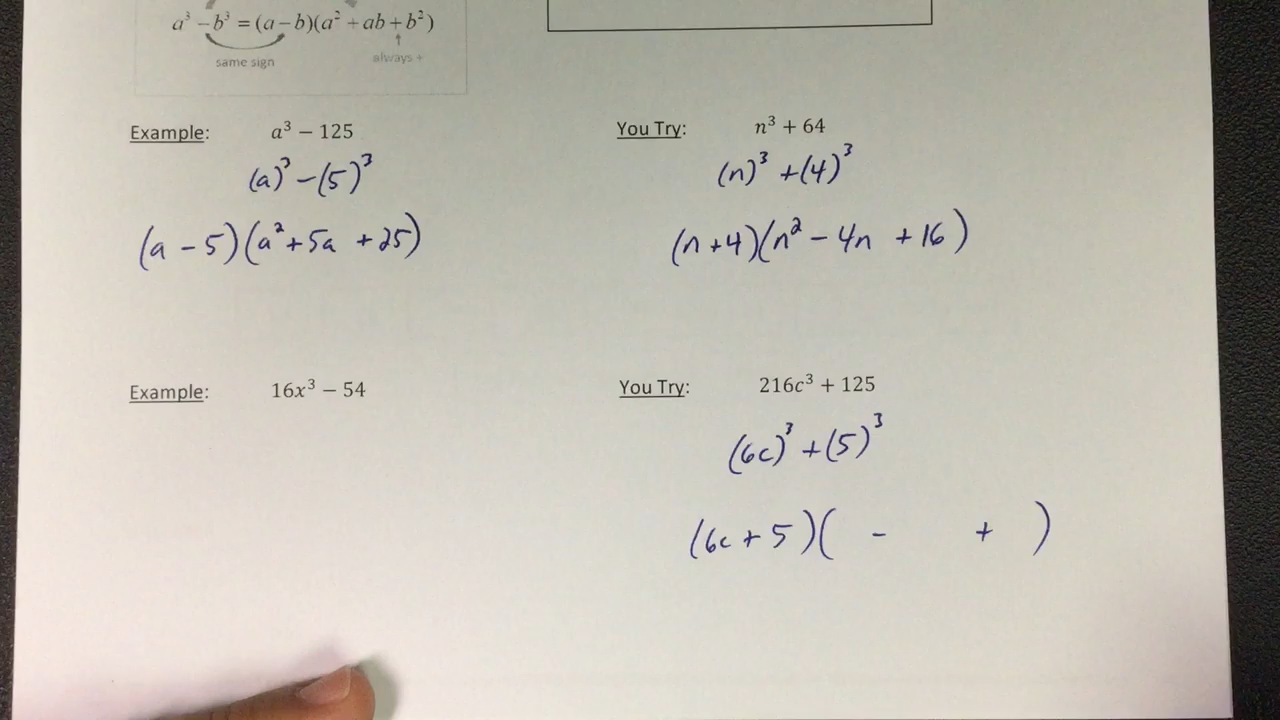 a³ − b³ = (a − b)(a² + ab + b²)
same sign
always +
Example: a³ − 125
(a)³ − (5)³
(a − 5)(a² + 5a + 25)
You Try: n³ + 64
(n)³ + (4)³
(n + 4)(n² − 4n + 16)
Example: 16x³ − 54
You Try: 216c³ + 125
(6c)³ + (5)³
(6c + 5)( − + )